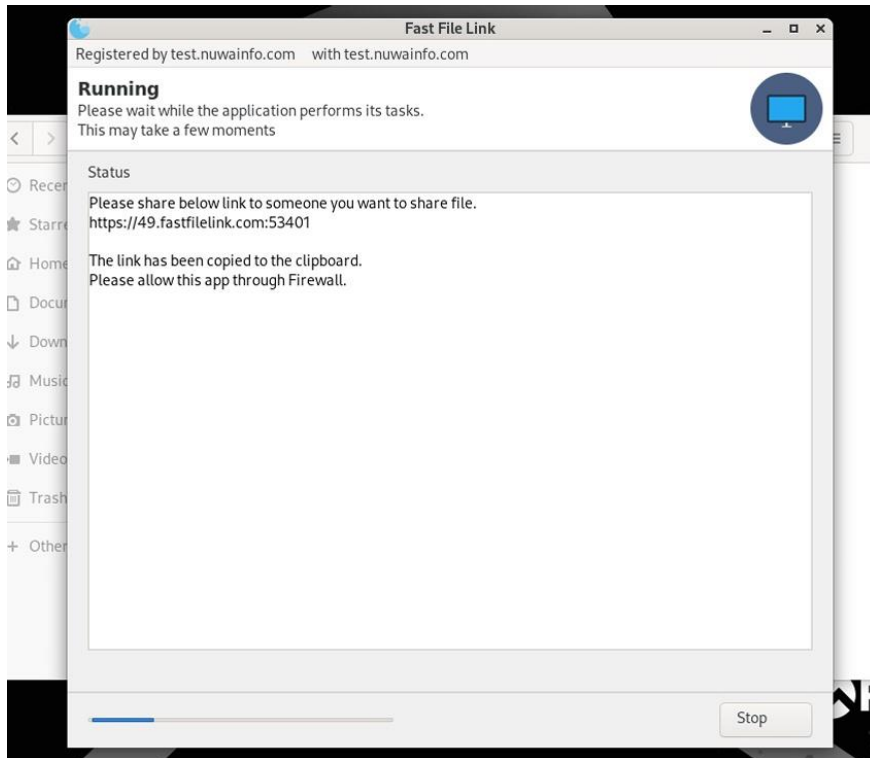 Fast File Link
Registered by test.nuwainfo.com with test.nuwainfo.com
Running
Please wait while the application performs its tasks.
This may take a few moments
Status
Please share below link to someone you want to share file.
https://49.fastfilelink.com:53401
The link has been copied to the clipboard.
Please allow this app through Firewall.
Home
Music
Trash
Stop